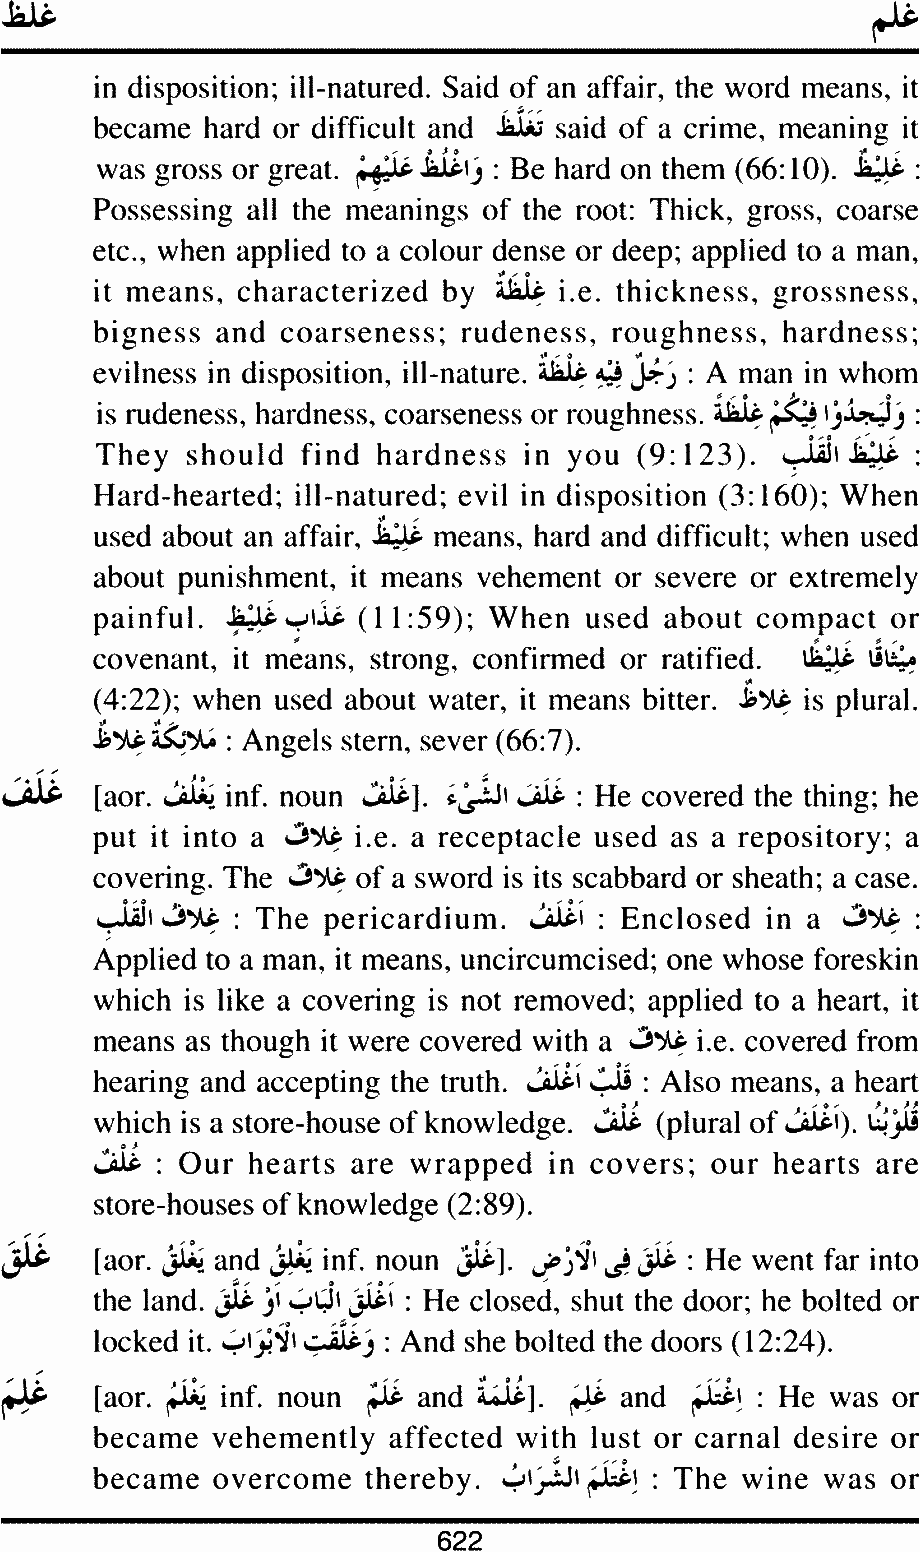 غلظ غلم
in disposition; ill-natured. Said of an affair, the word means, it
became hard or difficult and تَغَلَّظَ said of a crime, meaning it
was gross or great. وَاغْلُظْ عَلَيْهِمْ : Be hard on them (66:10). غَلِيْظٌ :
Possessing all the meanings of the root: Thick, gross, coarse
etc., when applied to a colour dense or deep; applied to a man,
it means, characterized by غِلْظَةٌ i.e. thickness, grossness,
bigness and coarseness; rudeness, roughness, hardness;
evilness in disposition, ill-nature. رَجُلٌ فِيْهِ غِلْظَةٌ : A man in whom
is rudeness, hardness, coarseness or roughness. وَلْيَجِدُوْا فِيْكُمْ غِلْظَةً :
They should find hardness in you (9:123). غَلِيْظَ الْقَلْبِ :
Hard-hearted; ill-natured; evil in disposition (3:160); When
used about an affair, غَلِيْظٌ means, hard and difficult; when used
about punishment, it means vehement or severe or extremely
painful. عَذَابٍ غَلِيْظٍ (11:59); When used about compact or
covenant, it means, strong, confirmed or ratified. مِيْثَاقًا غَلِيْظًا
(4:22); when used about water, it means bitter. غِلَاظٌ is plural.
مَلَائِكَةٌ غِلَاظٌ : Angels stern, sever (66:7).
غَلَفَ [aor. يَغْلُفُ inf. noun غَلْفٌ]. غَلَفَ الشَّيْءَ : He covered the thing; he
put it into a غِلَافٌ i.e. a receptacle used as a repository; a
covering. The غِلَافٌ of a sword is its scabbard or sheath; a case.
غِلَافُ الْقَلْبِ : The pericardium. اَغْلَفُ : Enclosed in a غِلَافٌ :
Applied to a man, it means, uncircumcised; one whose foreskin
which is like a covering is not removed; applied to a heart, it
means as though it were covered with a غِلَافٌ i.e. covered from
hearing and accepting the truth. قَلْبٌ اَغْلَفُ : Also means, a heart
which is a store-house of knowledge. غُلْفٌ (plural of اَغْلَفُ). قُلُوْبُنَا
غُلْفٌ : Our hearts are wrapped in covers; our hearts are
store-houses of knowledge (2:89).
غَلَقَ [aor. يَغْلَقُ and يَغْلِقُ inf. noun غَلْقٌ]. غَلَقَ فِى الْاَرْضِ : He went far into
the land. اَغْلَقَ الْبَابَ اَوْ غَلَّقَ : He closed, shut the door; he bolted or
locked it. وَغَلَّقَتِ الْاَبْوَابَ : And she bolted the doors (12:24).
غَلِمَ [aor. يَغْلَمُ inf. noun غَلَمٌ and غُلْمَةٌ]. غَلِمَ and اِغْتَلَمَ : He was or
became vehemently affected with lust or carnal desire or
became overcome thereby. اِغْتَلَمَ الشَّرَابُ : The wine was or
622